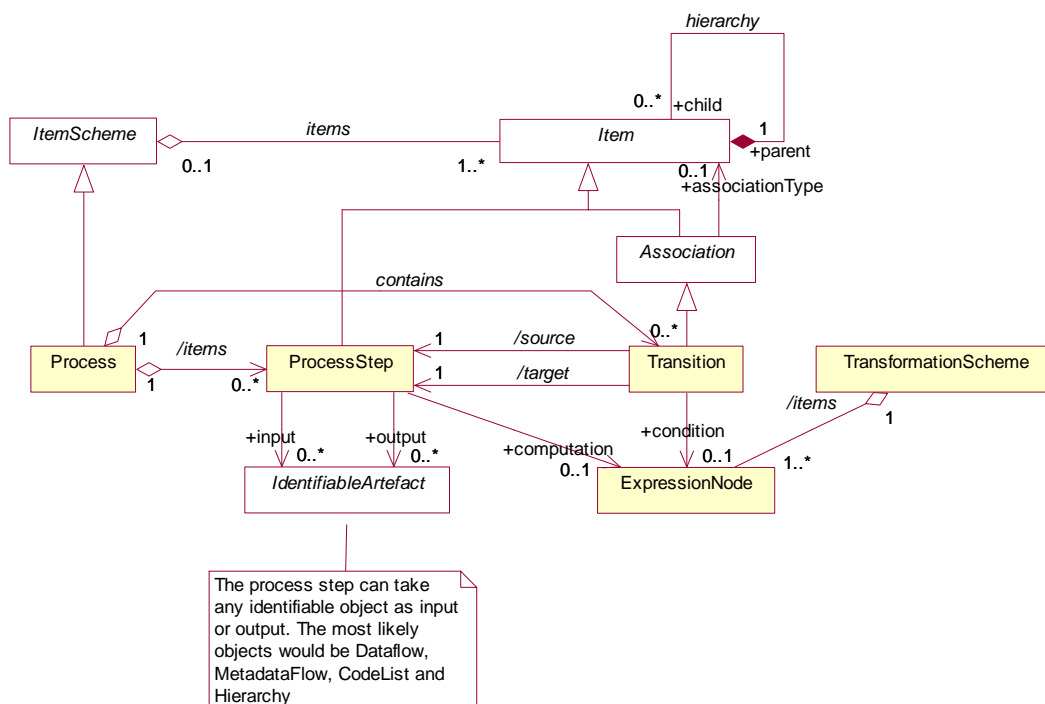 hierarchy
0..*
+child
ItemScheme
items
Item
1
+parent
0..1
1..*
0..1
+associationType
Association
contains
1
0..*
/source
1
Process
/items
ProcessStep
Transition
TransformationScheme
1
0..*
/target
1
/items
1
+input
0..*
+output
0..*
+computation
0..1
+condition
0..1
1..*
IdentifiableArtefact
ExpressionNode
The process step can take
any identifiable object as input
or output. The most likely
objects would be Dataflow,
MetadataFlow, CodeList and
Hierarchy